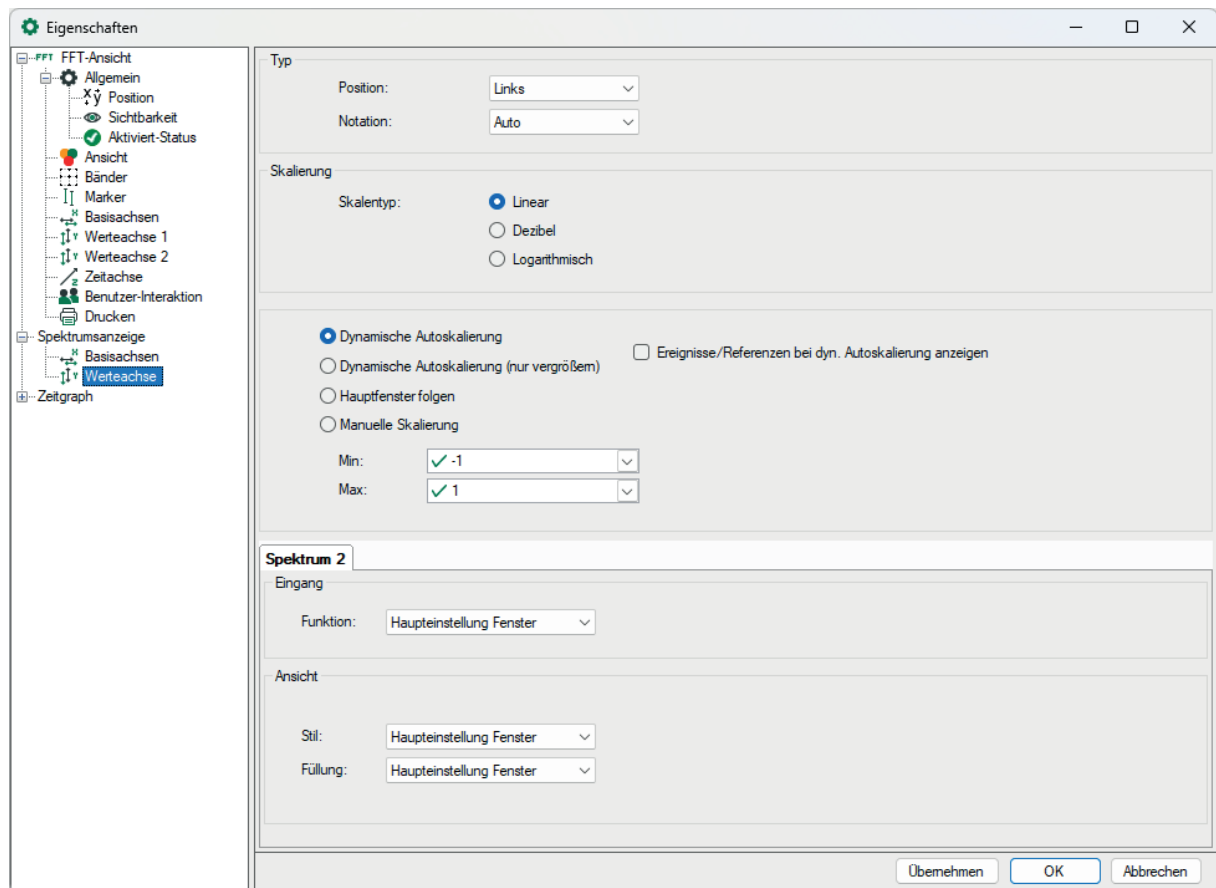 Eigenschaften
FFT FFT-Ansicht
Allgemein
Position
Sichtbarkeit
Aktiviert-Status
Ansicht
Bänder
Marker
Basisachsen
Werteachse 1
Werteachse 2
Zeitachse
Benutzer-Interaktion
Drucken
Spektrumsanzeige
Basisachsen
Werteachse
Zeitgraph
Typ
Position: Links
Notation: Auto
Skalierung
Skalentyp: Linear
Dezibel
Logarithmisch
Dynamische Autoskalierung
Ereignisse/Referenzen bei dyn. Autoskalierung anzeigen
Dynamische Autoskalierung (nur vergrößern)
Hauptfenster folgen
Manuelle Skalierung
Min: -1
Max: 1
Spektrum 2
Eingang
Funktion: Haupteinstellung Fenster
Ansicht
Stil: Haupteinstellung Fenster
Füllung: Haupteinstellung Fenster
Übernehmen OK Abbrechen